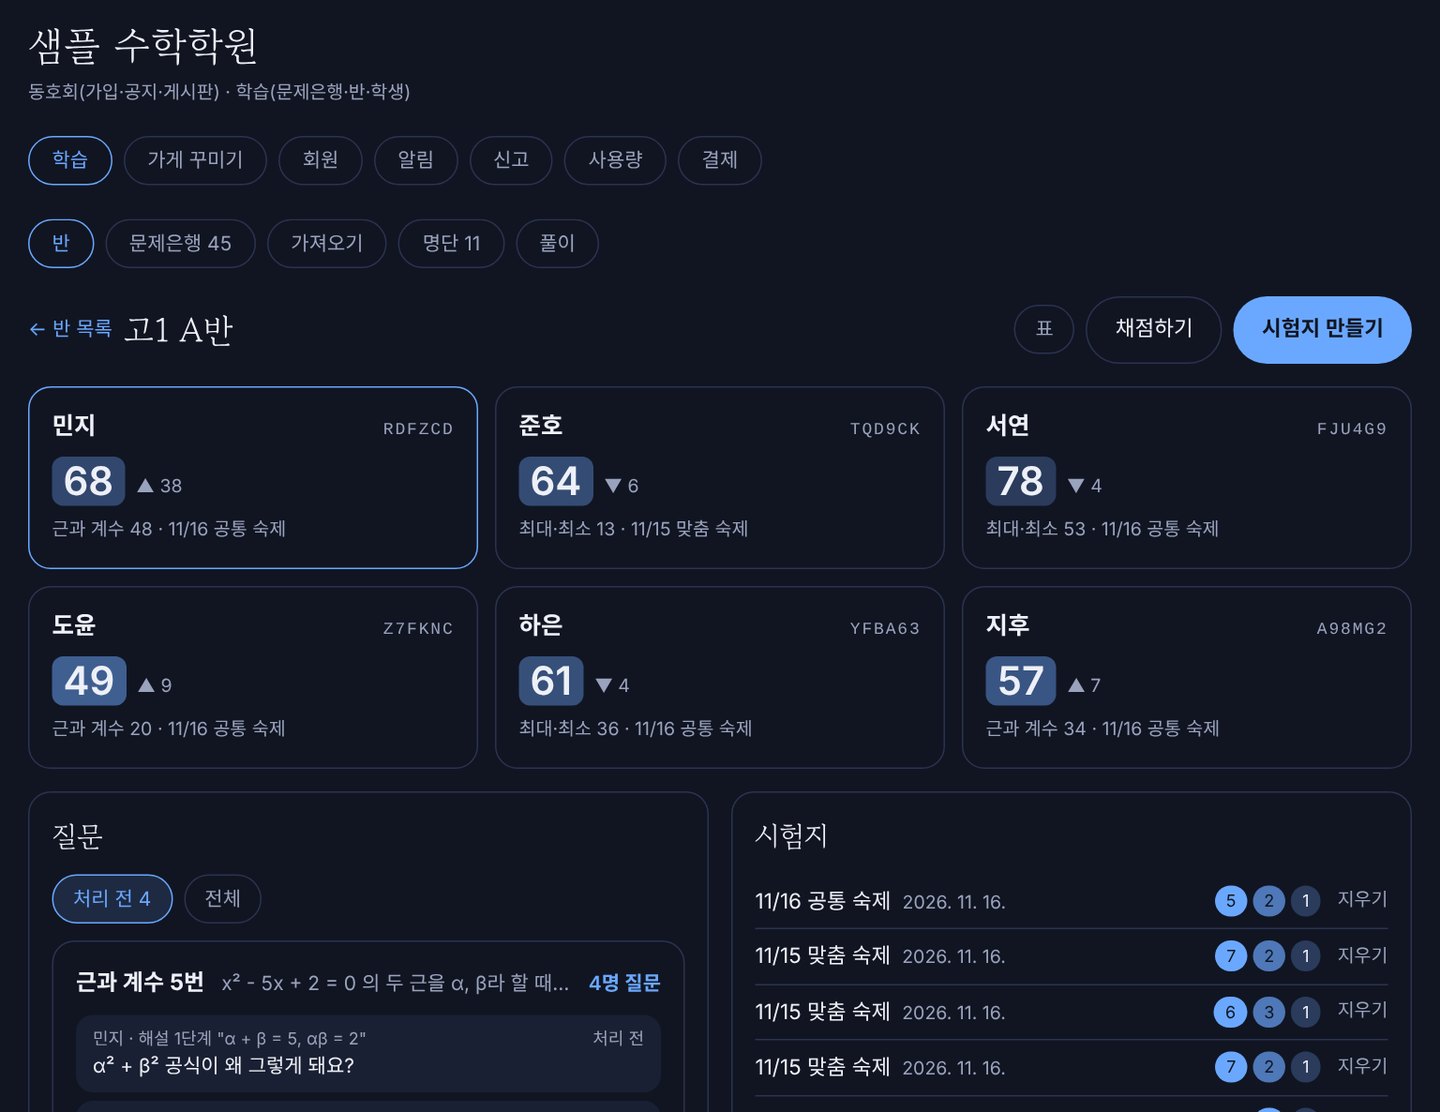 샘플 수학학원
동호회(가입·공지·게시판) · 학습(문제은행·반·학생)
학습 가게 꾸미기 회원 알림 신고 사용량 결제
반 문제은행 45 가져오기 명단 11 풀이
← 반 목록 고1 A반 표 채점하기 시험지 만들기
민지 RDFZCD
68 ▲ 38
근과 계수 48 · 11/16 공통 숙제
준호 TQD9CK
64 ▼ 6
최대·최소 13 · 11/15 맞춤 숙제
서연 FJU4G9
78 ▼ 4
최대·최소 53 · 11/16 공통 숙제
도윤 Z7FKNC
49 ▲ 9
근과 계수 20 · 11/16 공통 숙제
하은 YFBA63
61 ▼ 4
최대·최소 36 · 11/16 공통 숙제
지후 A98MG2
57 ▲ 7
근과 계수 34 · 11/16 공통 숙제
질문
처리 전 4 전체
근과 계수 5번 x² - 5x + 2 = 0 의 두 근을 α, β라 할 때... 4명 질문
민지 · 해설 1단계 "α + β = 5, αβ = 2" 처리 전
α² + β² 공식이 왜 그렇게 돼요?
시험지
11/16 공통 숙제 2026. 11. 16. 5 2 1 지우기
11/15 맞춤 숙제 2026. 11. 16. 7 2 1 지우기
11/15 맞춤 숙제 2026. 11. 16. 6 3 1 지우기
11/15 맞춤 숙제 2026. 11. 16. 7 2 1 지우기